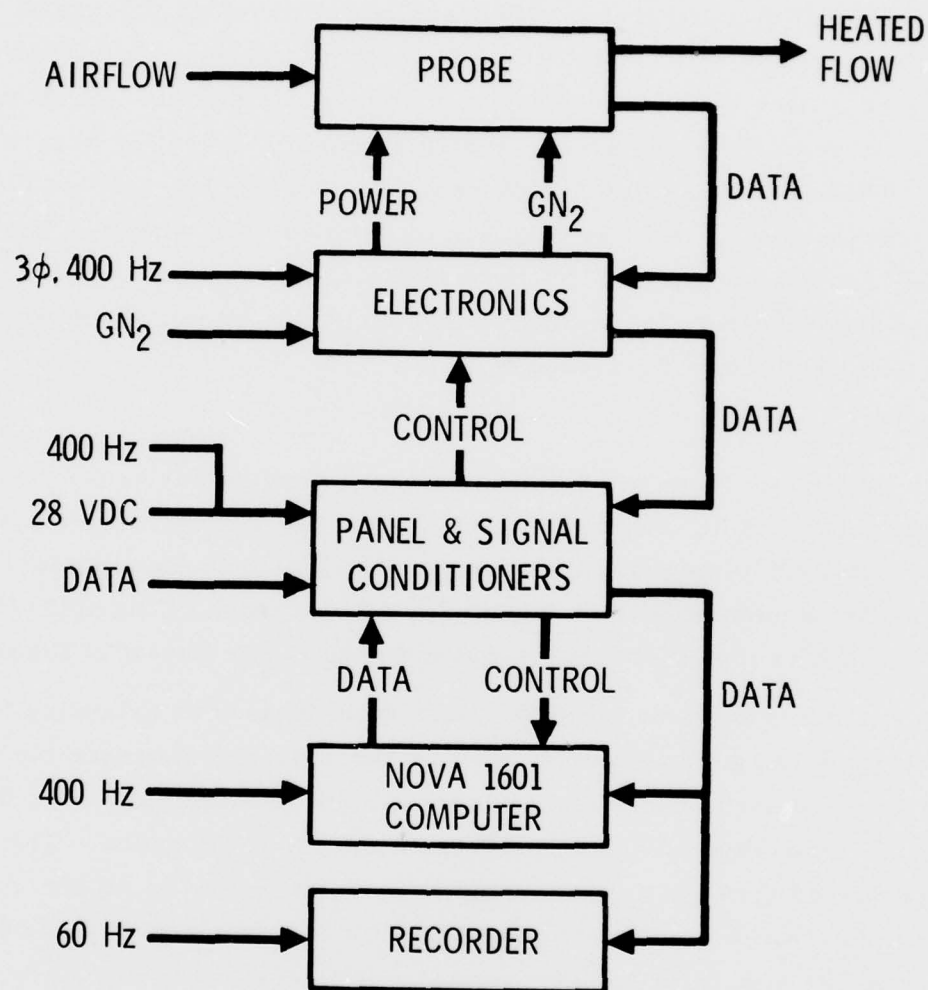 HEATED
FLOW
AIRFLOW
PROBE
DATA
POWER
GN₂
3ϕ, 400 Hz
ELECTRONICS
GN₂
DATA
CONTROL
400 Hz
28 VDC
PANEL & SIGNAL
CONDITIONERS
DATA
DATA
CONTROL
DATA
400 Hz
NOVA 1601
COMPUTER
60 Hz
RECORDER